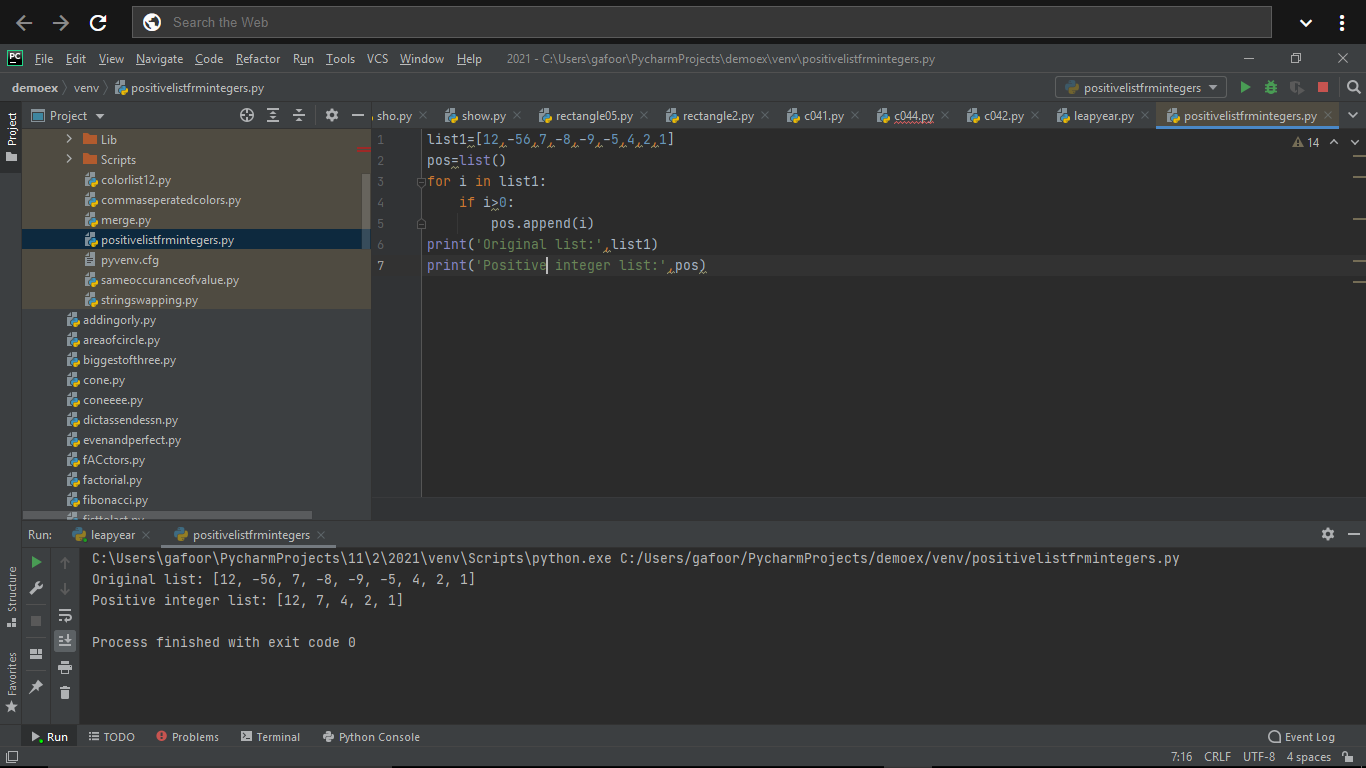 Search the Web
PC File Edit View Navigate Code Refactor Run Tools VCS Window Help 2021 - C:\Users\gafoor\PycharmProjects\demoex\venv\positivelistfrmintegers.py
demoex venv positivelistfrmintegers.py positivelistfrmintegers
Project sho.py show.py rectangle05.py rectangle2.py c041.py c044.py c042.py leapyear.py positivelistfrmintegers.py
Project
Lib
Scripts
colorlist12.py
commaseperatedcolors.py
merge.py
positivelistfrmintegers.py
pyvenv.cfg
sameoccuranceofvalue.py
stringswapping.py
addingorly.py
areaofcircle.py
biggestofthree.py
cone.py
coneeee.py
dictassendessn.py
evenandperfect.py
fACctors.py
factorial.py
fibonacci.py
firsttolast.py
1 list1=[12,-56,7,-8,-9,-5,4,2,1]
14
2 pos=list()
3 for i in list1:
4 if i>0:
5 pos.append(i)
6 print('Original list:',list1)
7 print('Positive integer list:',pos)
Run: leapyear positivelistfrmintegers
C:\Users\gafoor\PycharmProjects\11\2\2021\venv\Scripts\python.exe C:/Users/gafoor/PycharmProjects/demoex/venv/positivelistfrmintegers.py
Original list: [12, -56, 7, -8, -9, -5, 4, 2, 1]
Positive integer list: [12, 7, 4, 2, 1]
Process finished with exit code 0
Structure
Favorites
Run TODO Problems Terminal Python Console Event Log
7:16 CRLF UTF-8 4 spaces